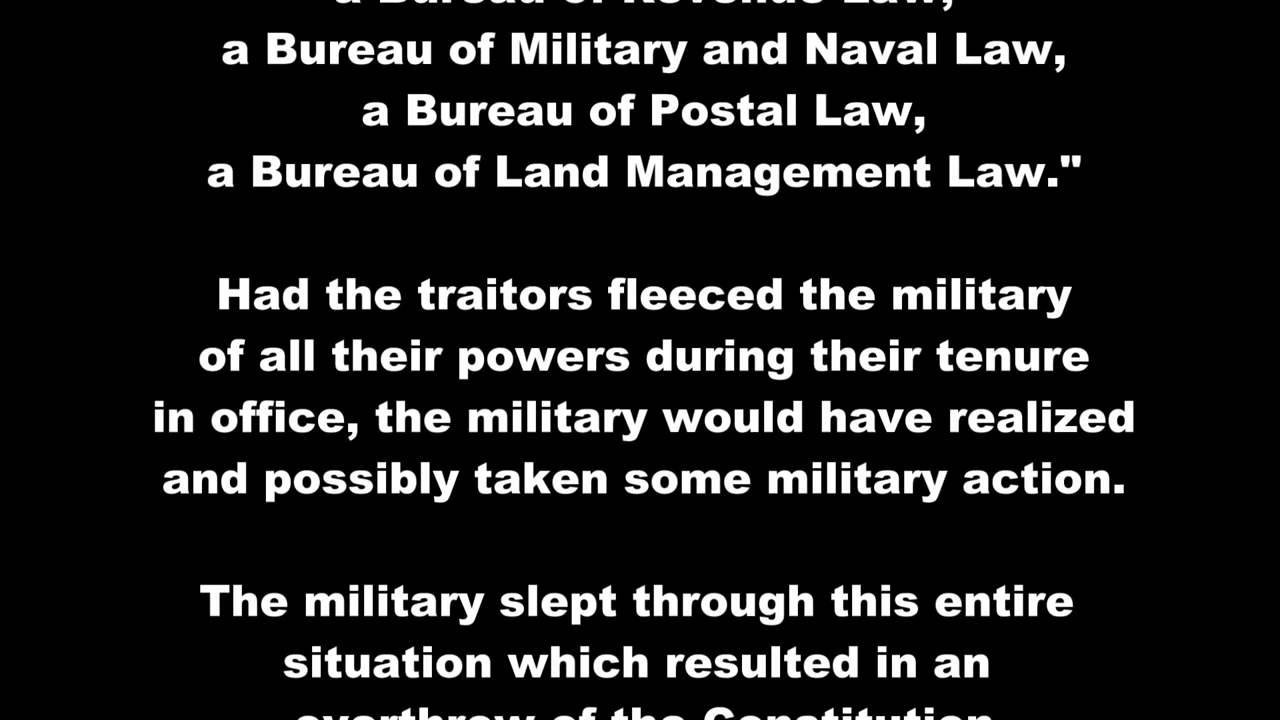 a Bureau of Revenue Law,
a Bureau of Military and Naval Law,
a Bureau of Postal Law,
a Bureau of Land Management Law."
Had the traitors fleeced the military
of all their powers during their tenure
in office, the military would have realized
and possibly taken some military action.
The military slept through this entire
situation which resulted in an
overthrow of the Constitution